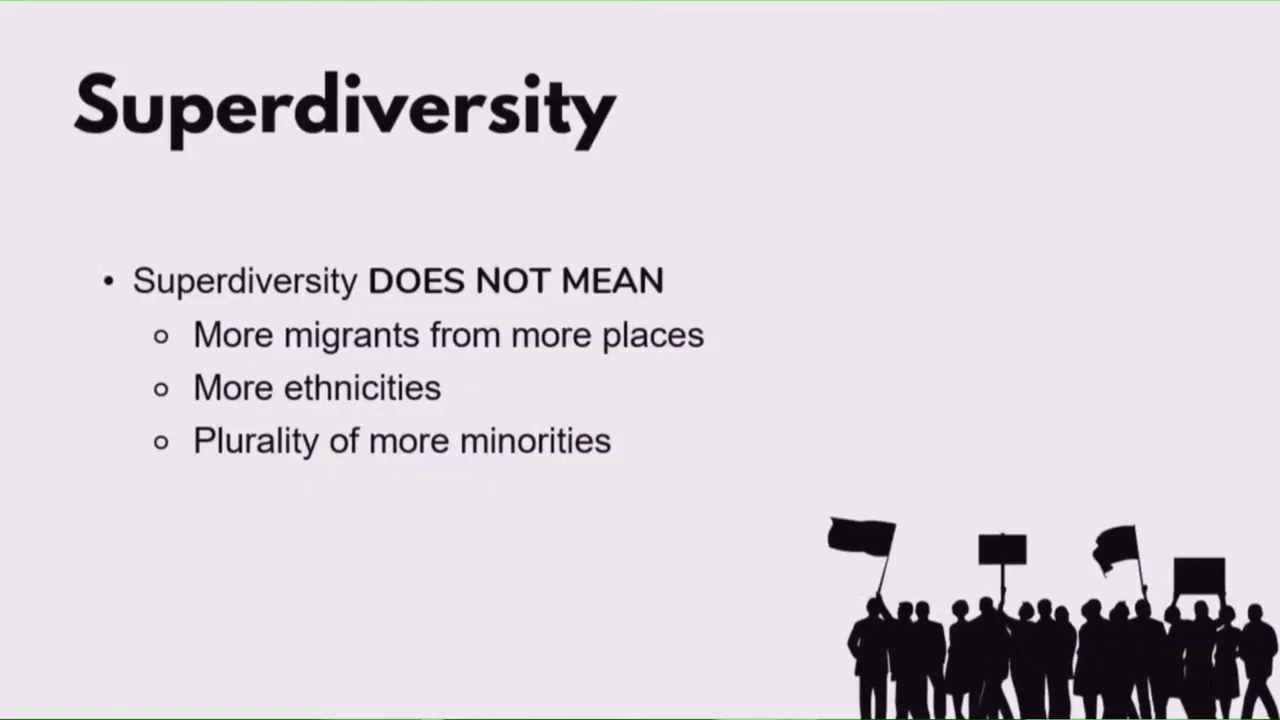 Superdiversity
• Superdiversity DOES NOT MEAN
o More migrants from more places
o More ethnicities
o Plurality of more minorities